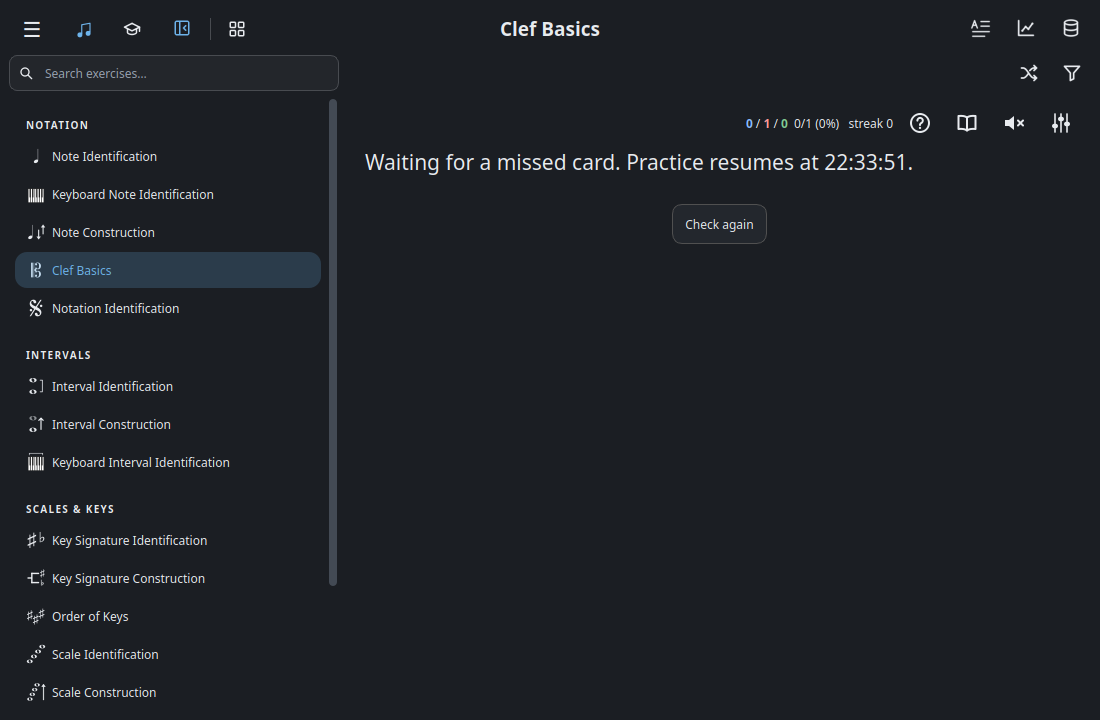 Clef Basics
Search exercises...
0 / 1 / 0 0/1 (0%) streak 0
Waiting for a missed card. Practice resumes at 22:33:51.
Check again
NOTATION
Note Identification
Keyboard Note Identification
Note Construction
Clef Basics
Notation Identification
INTERVALS
Interval Identification
Interval Construction
Keyboard Interval Identification
SCALES & KEYS
Key Signature Identification
Key Signature Construction
Order of Keys
Scale Identification
Scale Construction